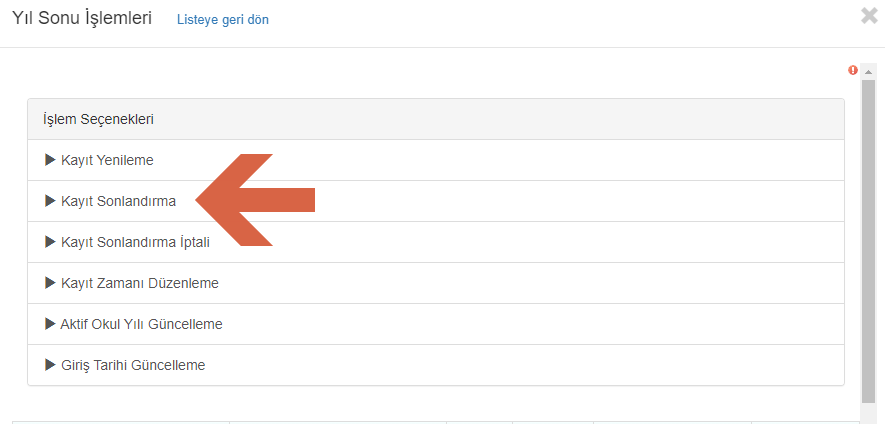 Yıl Sonu İşlemleri Listeye geri dön
İşlem Seçenekleri
Kayıt Yenileme
Kayıt Sonlandırma
Kayıt Sonlandırma İptali
Kayıt Zamanı Düzenleme
Aktif Okul Yılı Güncelleme
Giriş Tarihi Güncelleme